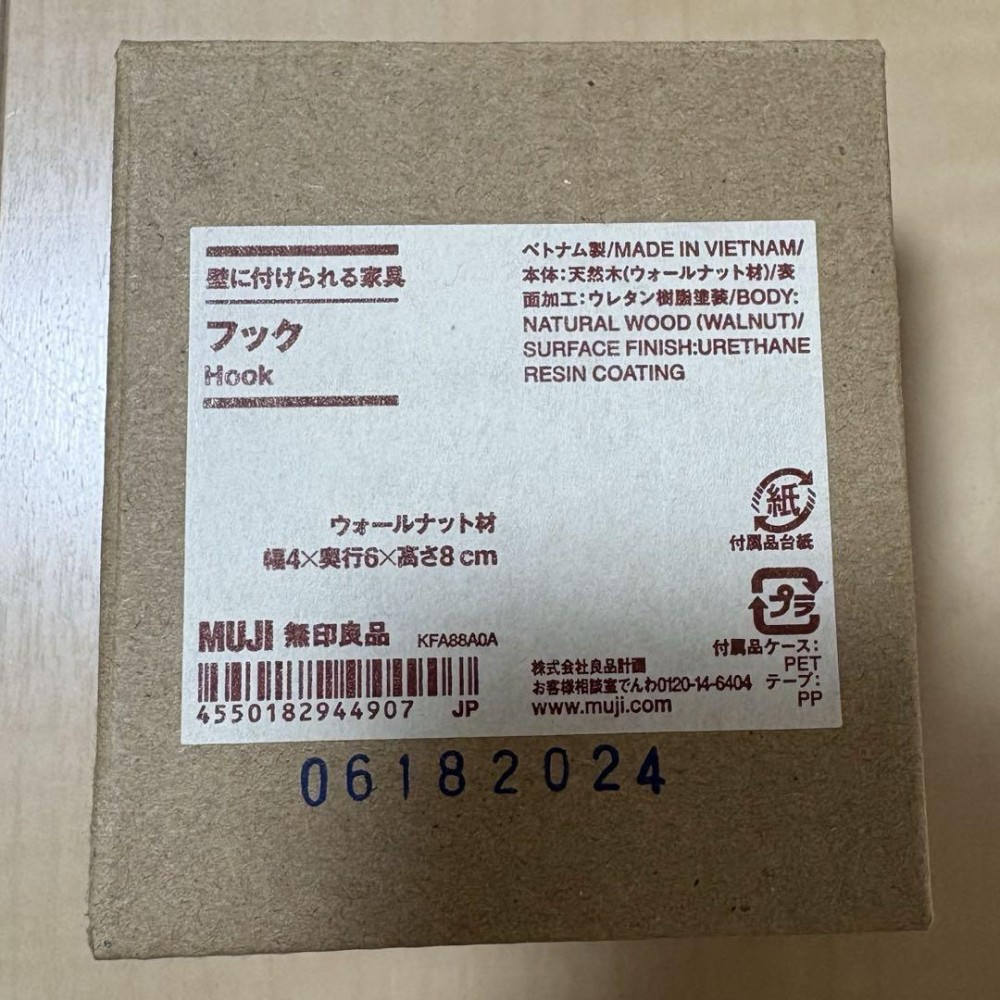 壁に付けられる家具
フック
Hook
ウォールナット材
幅4×奥行6×高さ8 cm
MUJI 無印良品 KFA88A0A
4550182944907 JP
ベトナム製/MADE IN VIETNAM/
本体:天然木(ウォールナット材)/表
面加工:ウレタン樹脂塗装/BODY:
NATURAL WOOD (WALNUT)/
SURFACE FINISH:URETHANE
RESIN COATING
紙
付属品台紙
プラ
付属品ケース:
PET
テープ:
PP
株式会社良品計画
お客様相談室でんわ0120-14-6404
www.muji.com
06182024